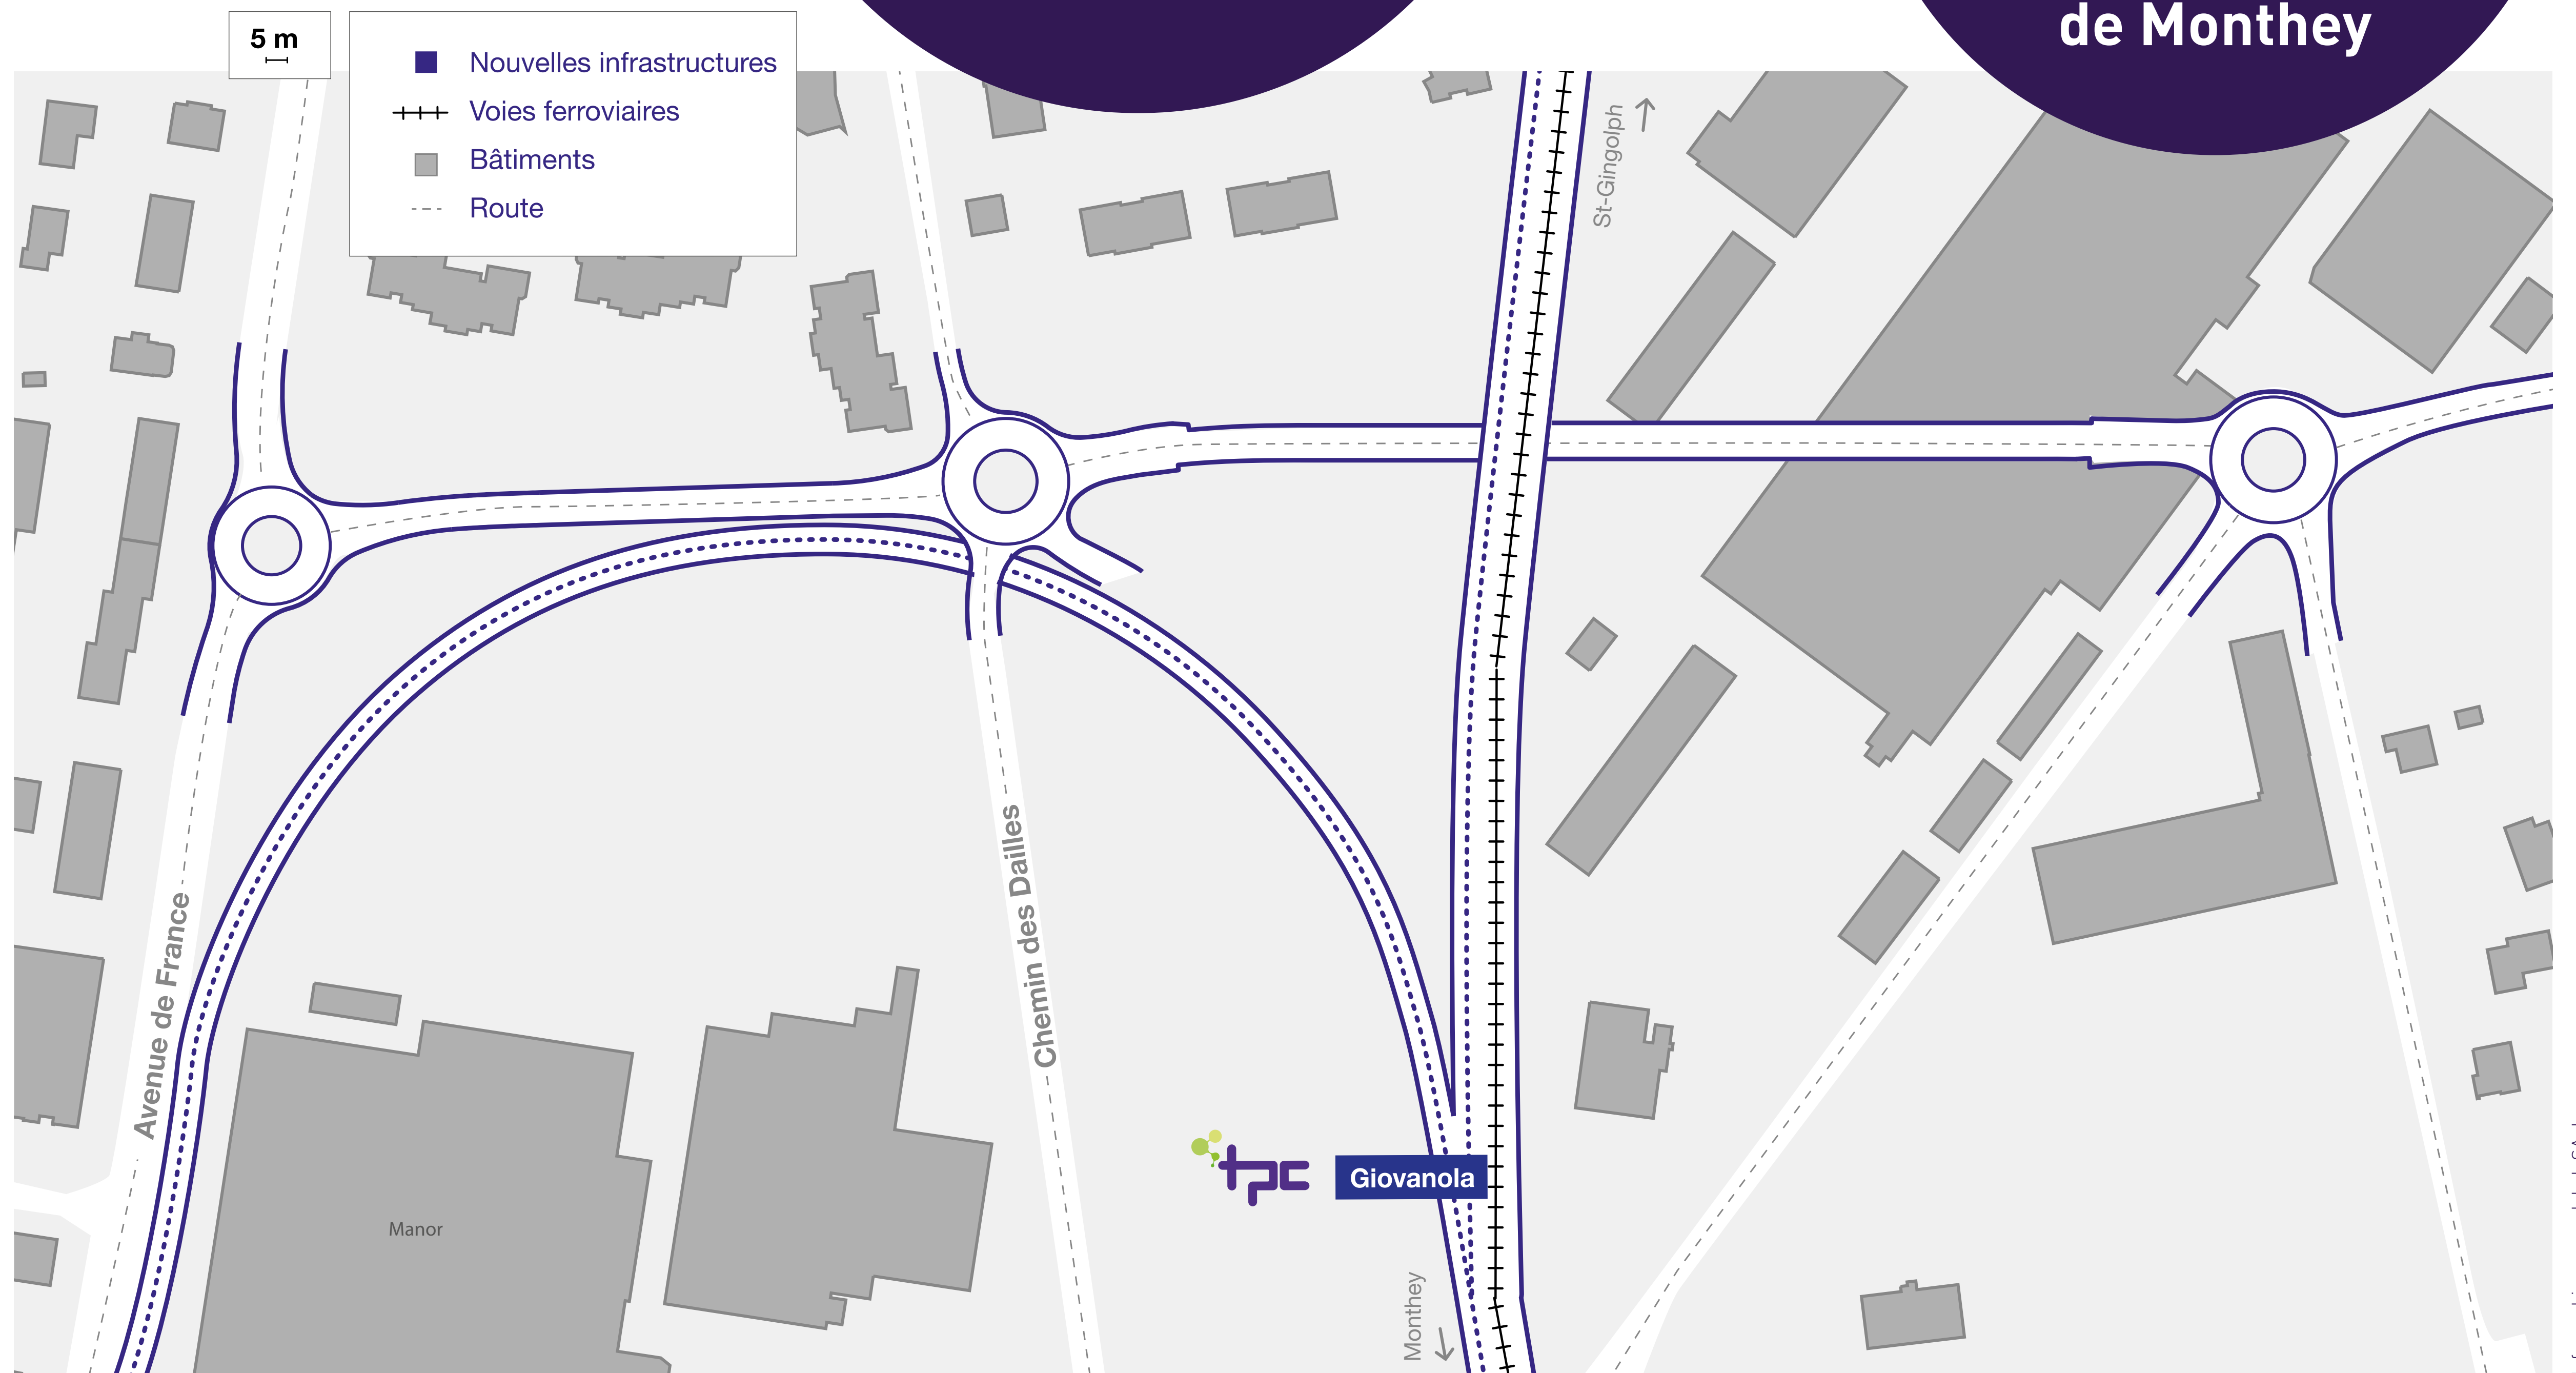 de Monthey
5 m
Nouvelles infrastructures
Voies ferroviaires
Bâtiments
Route
St-Gingolph
Avenue de France
Chemin des Dailles
tpc
Giovanola
Manor
Monthey